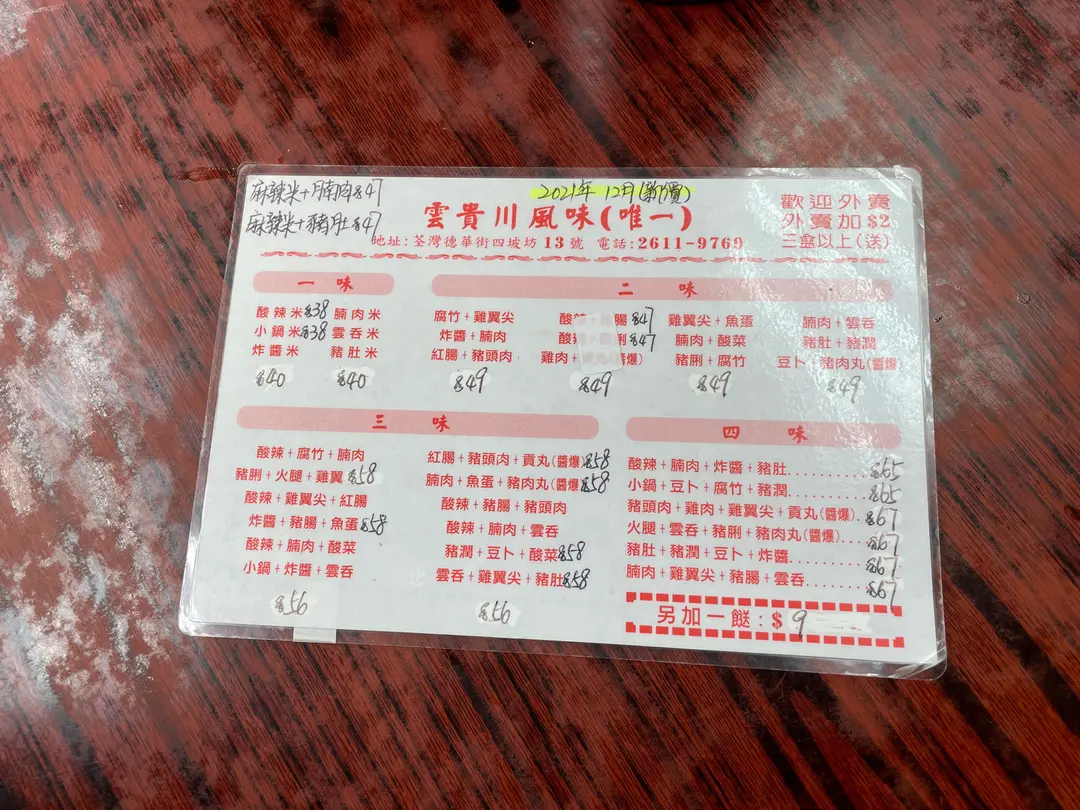 麻辣米+腩肉$47
麻辣米+豬肚$47
2021年 12月(新價)
雲貴川風味(唯一)
地址:荃灣德華街四坡坊 13 號 電話:2611-9769
歡迎外賣
外賣加 $2
三盒以上(送)
一 味
酸辣米$38 腩肉米
小鍋米$38 雲吞米
炸醬米 豬肚米
$40 $40
二 味
腐竹+雞翼尖 酸 腸$47 雞翼尖+魚蛋 腩肉+雲吞
炸醬+腩肉 酸 脷$47 腩肉+酸菜 豬肚+豬潤
紅腸+豬頭肉 雞肉+ 丸(醬爆) 豬脷+腐竹 豆卜+豬肉丸(醬爆)
$49 $49 $49 $49
三 味
酸辣+腐竹+腩肉
豬脷+火腿+雞翼$58
酸辣+雞翼尖+紅腸
炸醬+豬腸+魚蛋$58
酸辣+腩肉+酸菜
小鍋+炸醬+雲吞
$56
紅腸+豬頭肉+貢丸(醬爆)$58
腩肉+魚蛋+豬肉丸(醬爆)$58
酸辣+豬腸+豬頭肉
酸辣+腩肉+雲吞
豬潤+豆卜+酸菜$58
雲吞+雞翼尖+豬肚$58
$56
四 味
酸辣+腩肉+炸醬+豬肚..........$65
小鍋+豆卜+腐竹+豬潤..........$65
豬頭肉+雞肉+雞翼尖+貢丸(醬爆).$67
火腿+雲吞+豬脷+豬肉丸(醬爆)...$67
豬肚+豬潤+豆卜+炸醬..........$67
腩肉+雞翼尖+豬腸+雲吞........$67
另加一餸:$9